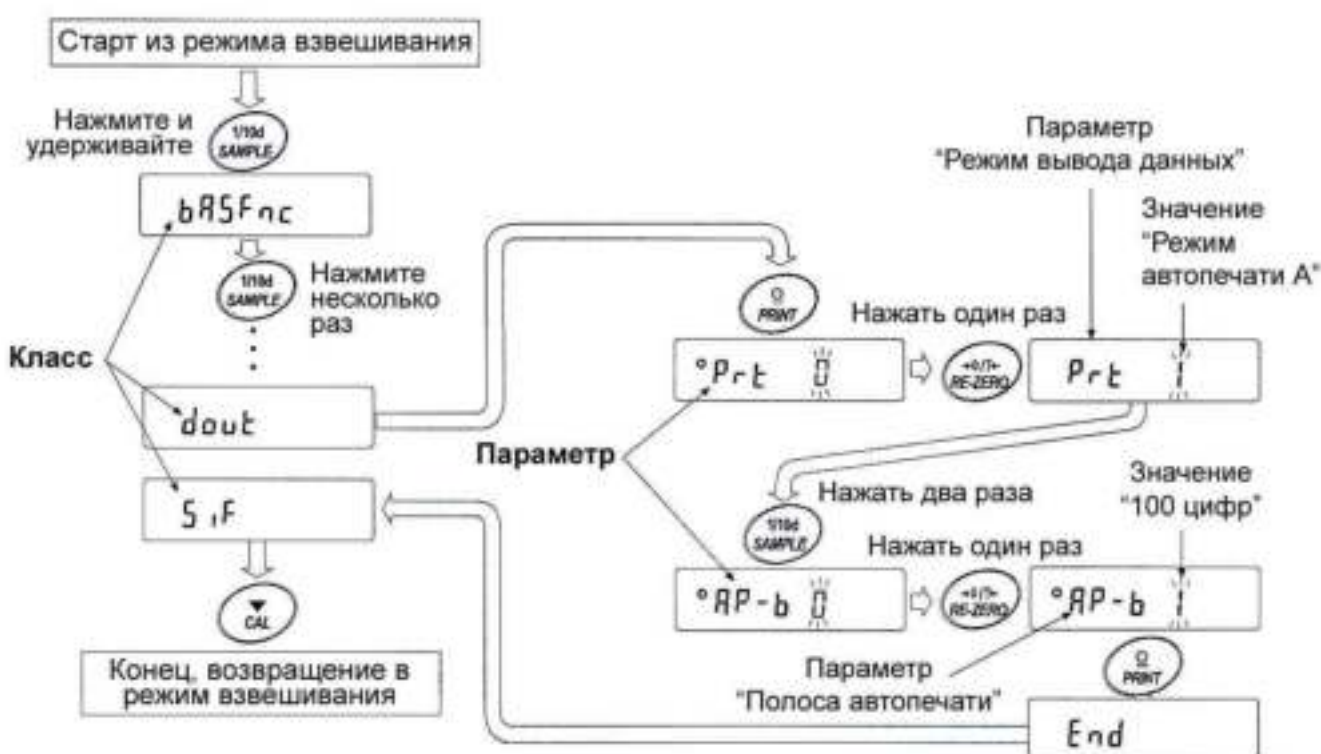 Старт из режима взвешивания
Нажмите и
удерживайте
1/10d
SAMPLE
bASFnc
1/10d
SAMPLE
Нажмите
несколько
раз
Класс
dout
S iF
CAL
Конец, возвращение в
режим взвешивания
Параметр
"Режим вывода данных"
Значение
"Режим
автопечати А"
PRINT
Нажать один раз
Prt 0
→0/T←
RE-ZERO
Prt 1
Параметр
Нажать два раза
1/10d
SAMPLE
Значение
"100 цифр"
Нажать один раз
AP-b 0
→0/T←
RE-ZERO
AP-b 1
Параметр
"Полоса автопечати"
PRINT
End